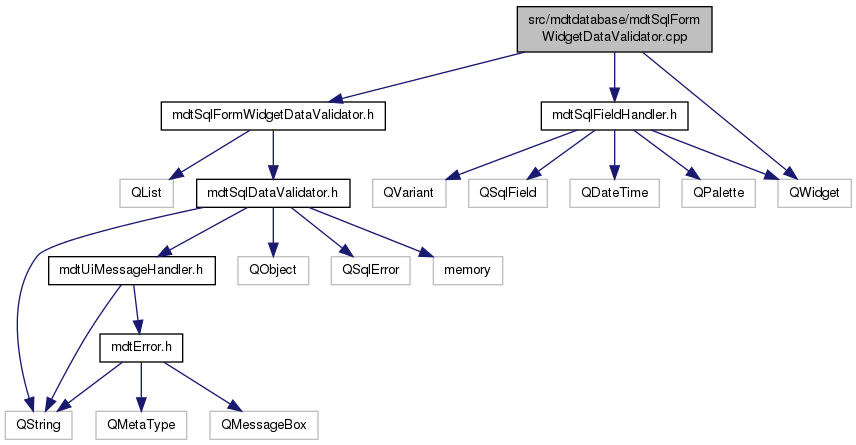 src/mdtdatabase/mdtSqlForm
WidgetDataValidator.cpp
mdtSqlFormWidgetDataValidator.h
mdtSqlFieldHandler.h
QList
mdtSqlDataValidator.h
QVariant
QSqlField
QDateTime
QPalette
QWidget
mdtUiMessageHandler.h
QObject
QSqlError
memory
mdtError.h
QString
QMetaType
QMessageBox